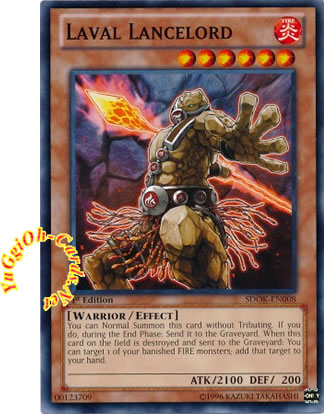 LAVAL LANCELORD
FIRE
炎
YuGgiOh-Cards.Net
1st Edition
SDOK-EN008
[WARRIOR / EFFECT]
You can Normal Summon this card without Tributing. If you
do, during the End Phase: Send it to the Graveyard. When this
card on the field is destroyed and sent to the Graveyard: You
can target 1 of your banished FIRE monsters; add that target to
your hand.
ATK/2100 DEF/ 200
00123709
©1996 KAZUKI TAKAHASHI